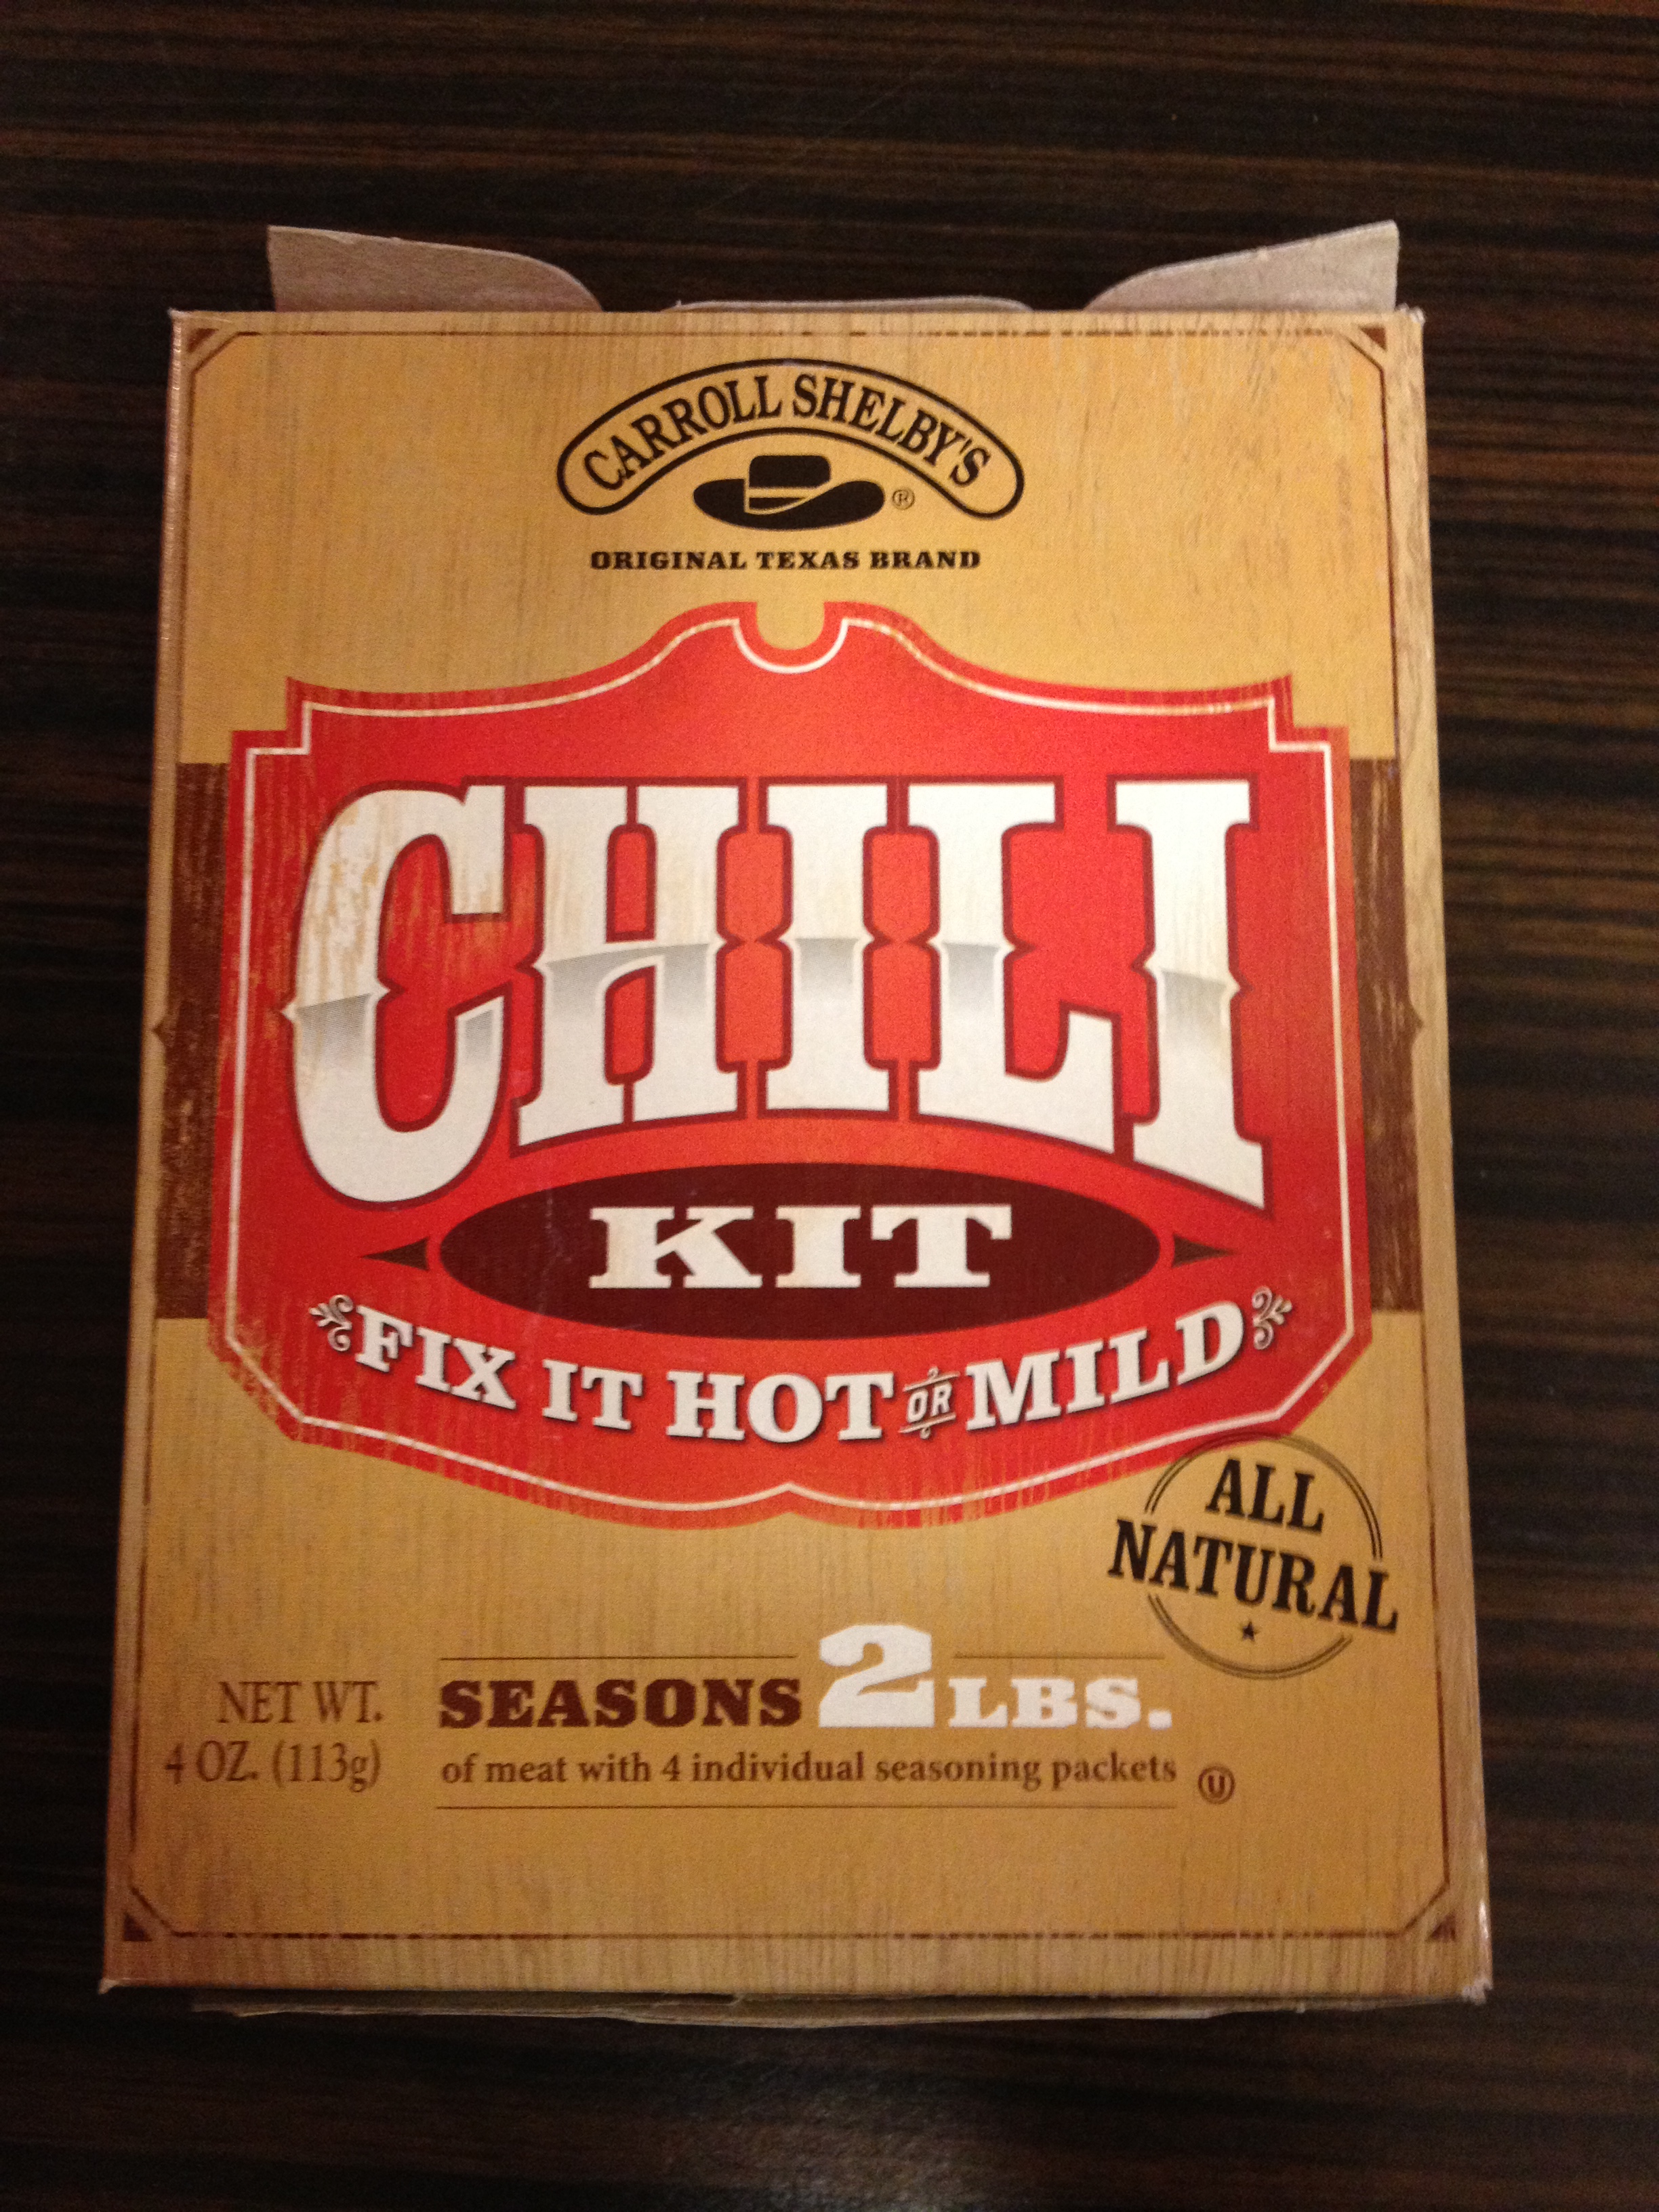 CARROLL SHELBY'S
®
ORIGINAL TEXAS BRAND
CHILI
KIT
FIX IT HOT OR MILD
ALL
NATURAL
NET WT.
4 OZ. (113g)
SEASONS 2 LBS.
of meat with 4 individual seasoning packets
U